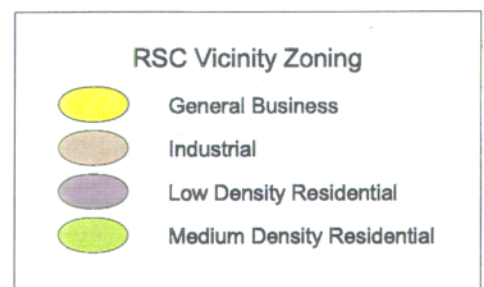 RSC Vicinity Zoning
General Business
Industrial
Low Density Residential
Medium Density Residential